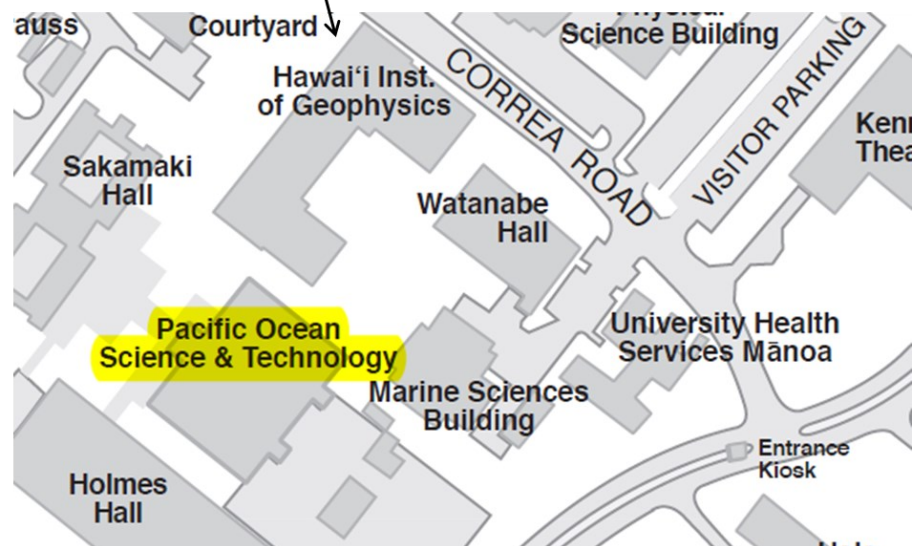 auss
Courtyard
Science Building
Hawaiʻi Inst.
of Geophysics
CORREA ROAD
VISITOR PARKING
Sakamaki
Hall
Watanabe
Hall
Pacific Ocean
Science & Technology
University Health
Services Mānoa
Marine Sciences
Building
Entrance
Kiosk
Holmes
Hall